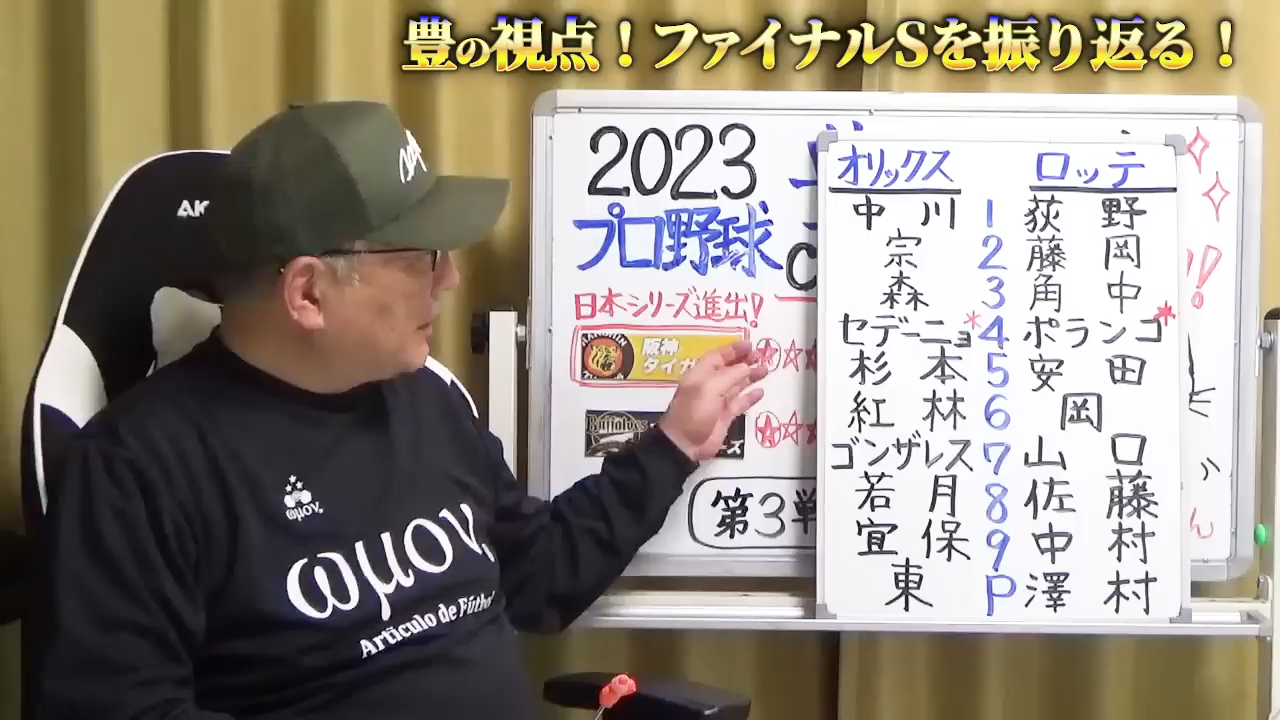 豊の視点！ファイナルSを振り返る！
2023
プロ野球
日本シリーズ進出!
阪神
タイガ
Buffaloes
ーズ
第3戦
オリックス ロッテ
中川 1 荻野
宗 2 藤岡
森 3 角中
セデーニョ *4 ポランコ*
杉本 5 安田
紅林 6 岡
ゴンザレス 7 山口
若月 8 佐藤
宜保 9 中村
東 P 澤村
AK
ωμον.
ωμον.
Artículo de Fútbol